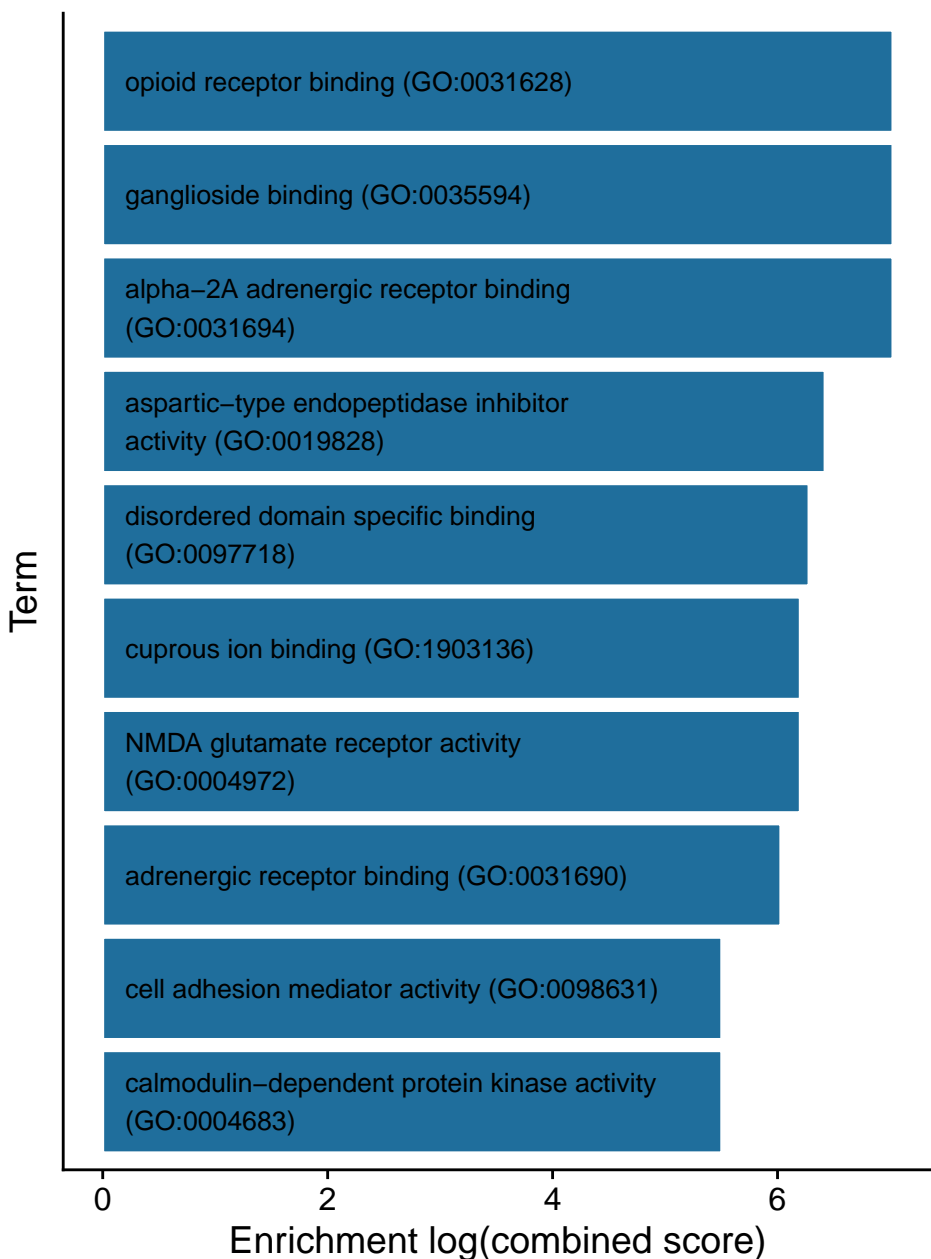 opioid receptor binding (GO:0031628)
ganglioside binding (GO:0035594)
alpha−2A adrenergic receptor binding
(GO:0031694)
aspartic−type endopeptidase inhibitor
activity (GO:0019828)
disordered domain specific binding
(GO:0097718)
cuprous ion binding (GO:1903136)
NMDA glutamate receptor activity
(GO:0004972)
adrenergic receptor binding (GO:0031690)
cell adhesion mediator activity (GO:0098631)
calmodulin−dependent protein kinase activity
(GO:0004683)
Term
0 2 4 6
Enrichment log(combined score)